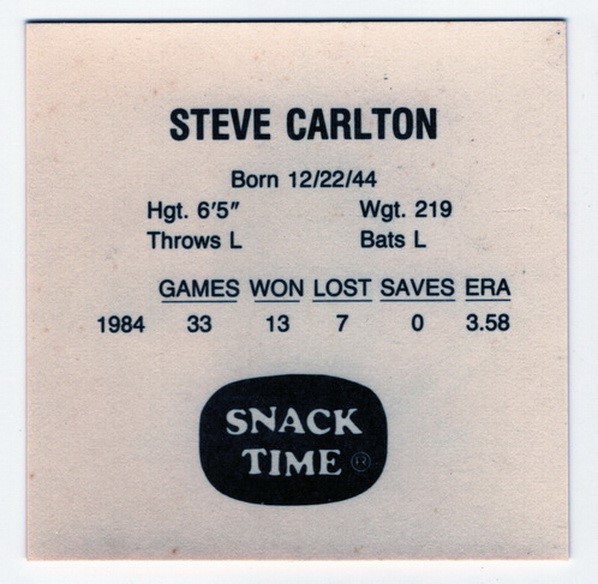 STEVE CARLTON
Born 12/22/44
Hgt. 6'5" Wgt. 219
Throws L Bats L
GAMES WON LOST SAVES ERA
1984 33 13 7 0 3.58
SNACK
TIME ®